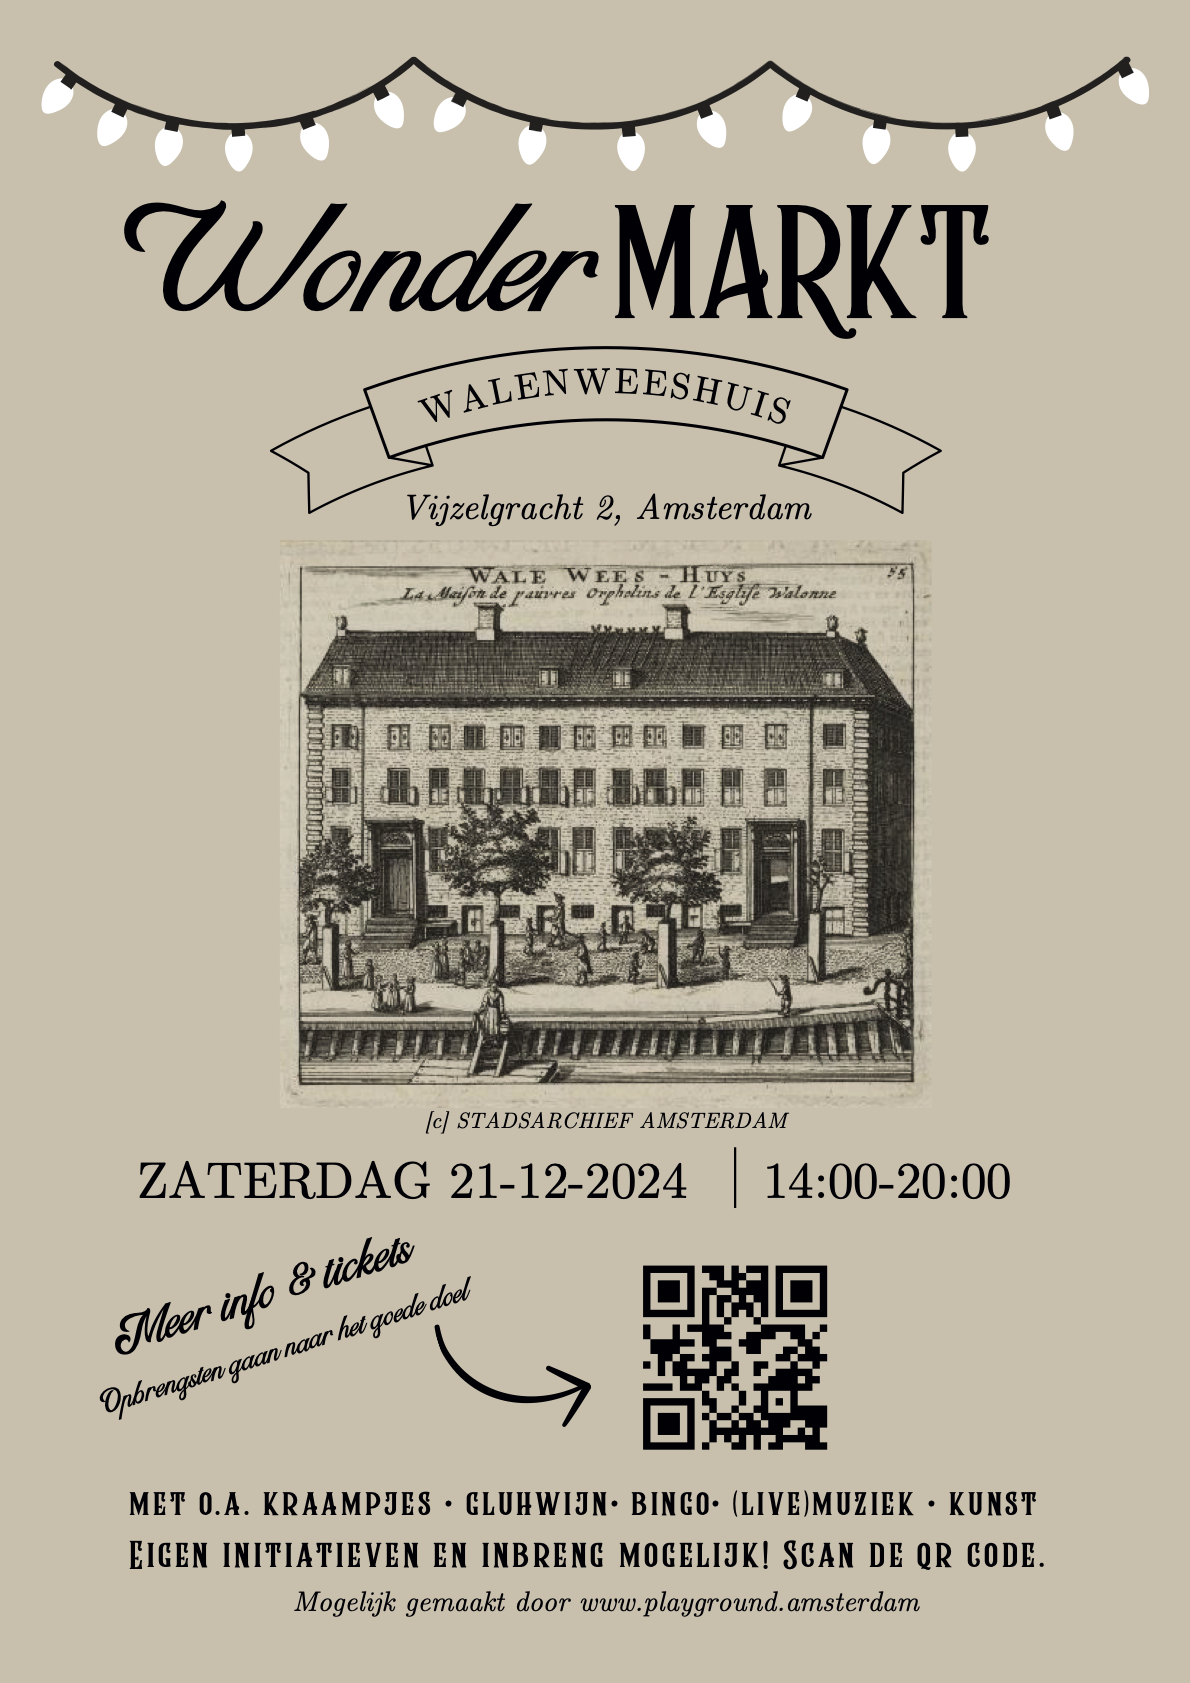 Wonder MARKT
WALENWEESHUIS
Vijzelgracht 2, Amsterdam
WALE WEES - HUYS
55
La Maison de pauvres Orphelins de l'Esglise Walonne
[c] STADSARCHIEF AMSTERDAM
ZATERDAG 21-12-2024 | 14:00-20:00
Meer info & tickets
Opbrengsten gaan naar het goede doel
MET O.A. KRAAMPJES • GLUHWIJN• BINGO• (LIVE)MUZIEK • KUNST
EIGEN INITIATIEVEN EN INBRENG MOGELIJK! SCAN DE QR CODE.
Mogelijk gemaakt door www.playground.amsterdam